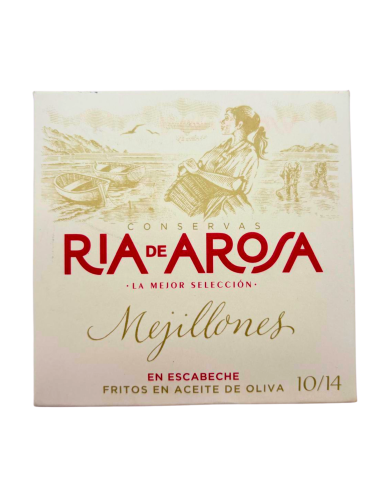 CONSERVAS
RIA DE AROSA
· LA MEJOR SELECCIÓN ·
Mejillones
EN ESCABECHE
FRITOS EN ACEITE DE OLIVA 10/14